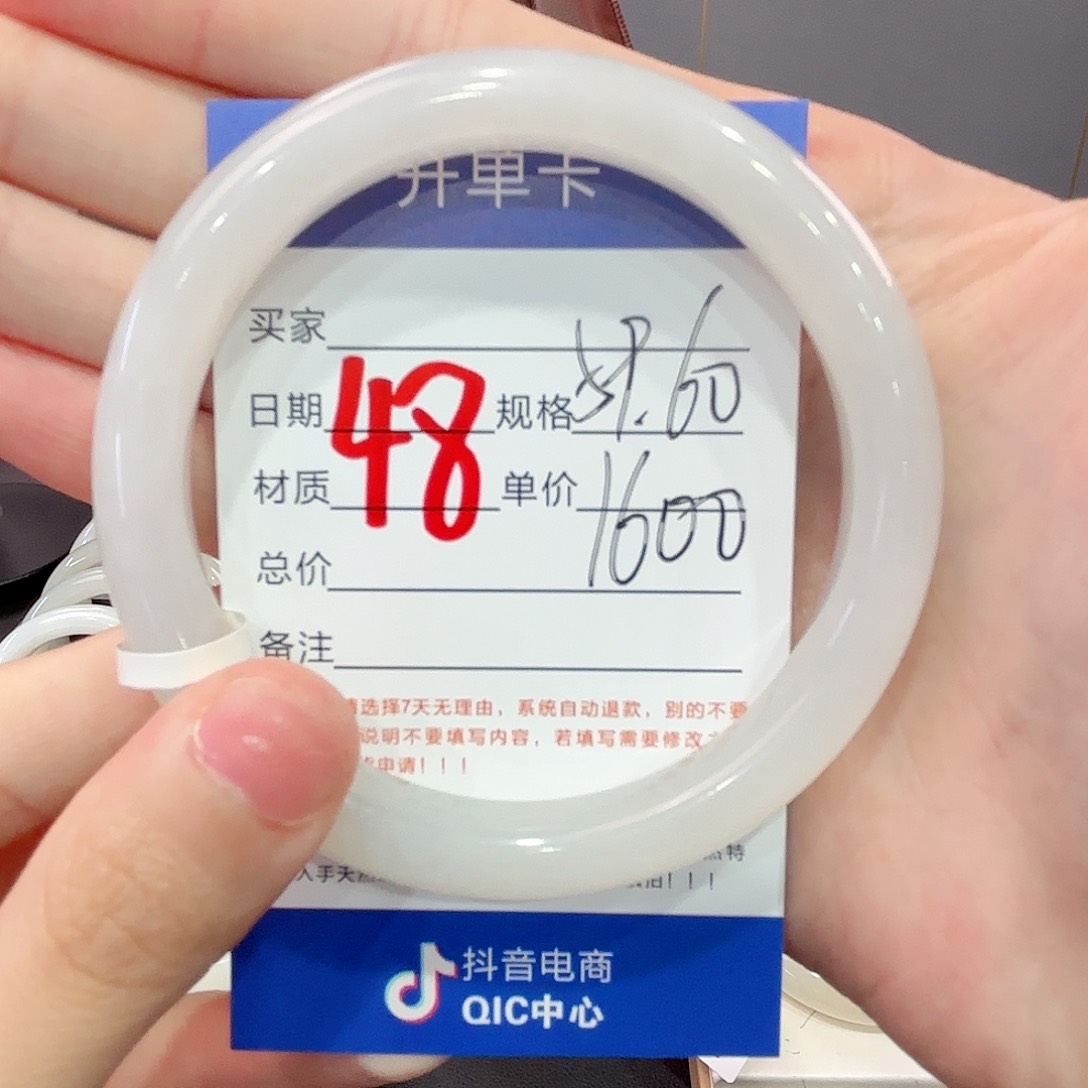 开单卡
买家
日期 48 规格 57.60
材质 单价 1600
总价
备注
请选择7天无理由，系统自动退款，别的不要
说明不要填写内容，若填写需要修改
申请！！！
特
入手天然
！！！
抖音电商
QIC中心